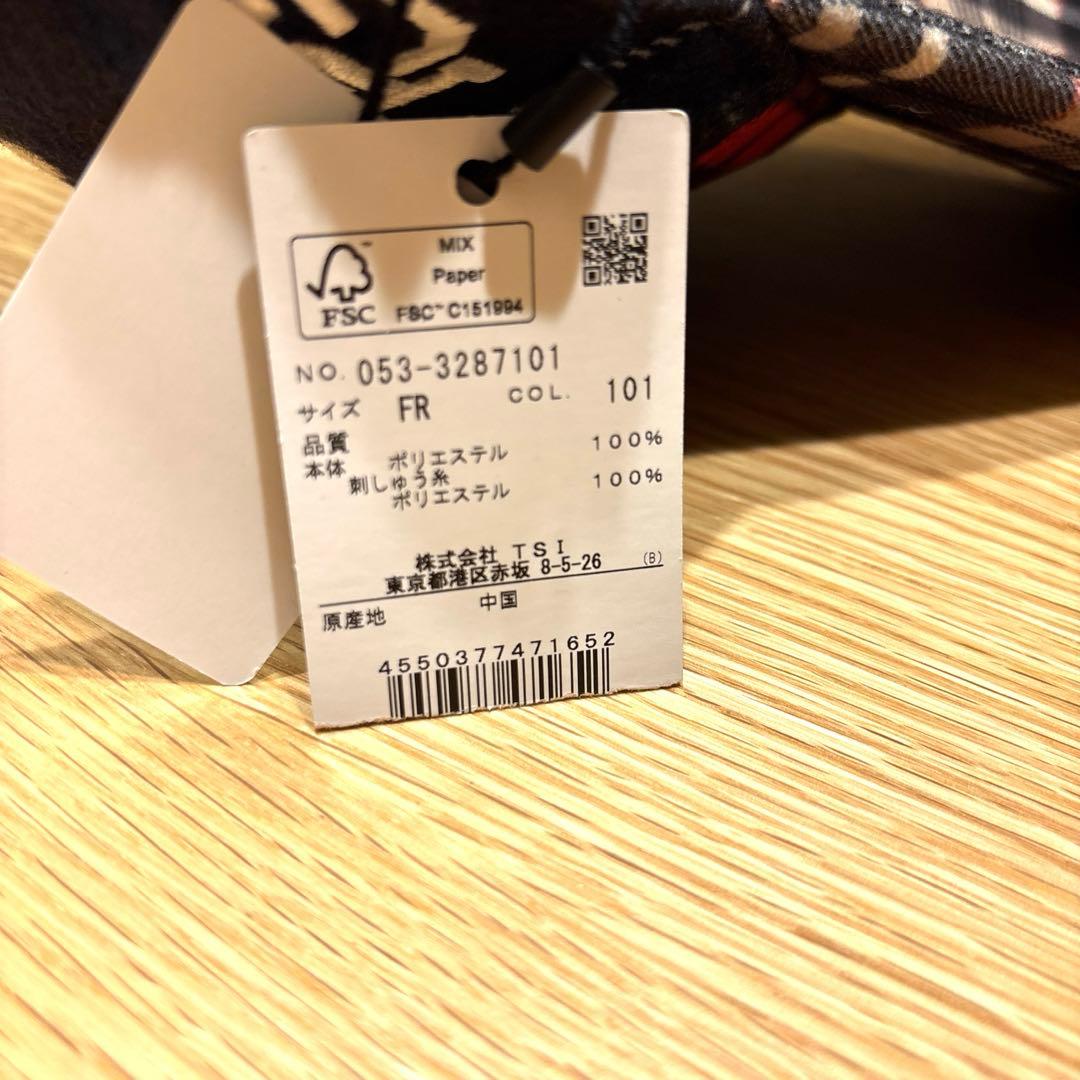 MIX
Paper
FSC™ FSC™ C151994
NO. 053-3287101
サイズ FR COL. 101
品質
本体 ポリエステル 100%
刺しゅう糸
ポリエステル 100%
株式会社 TSI
東京都港区赤坂 8-5-26 (B)
原産地 中国
4550377471652